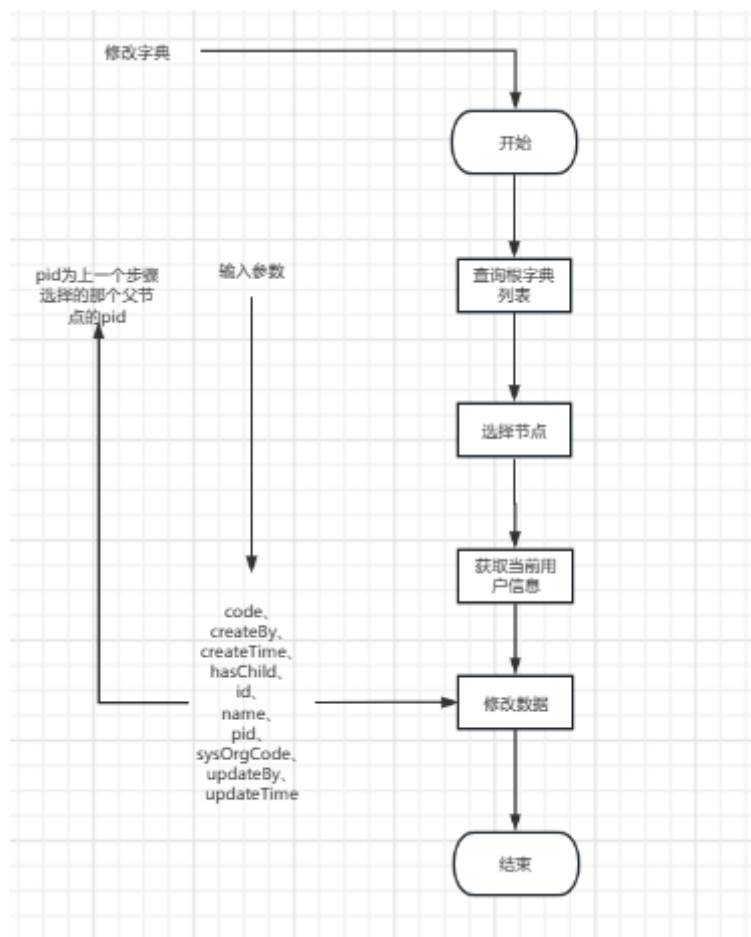 修改字典
开始
查询根字典
列表
pid为上一个步骤
选择的那个父节
点的pid
输入参数
选择节点
获取当前用
户信息
code、
createBy、
createTime、
hasChild、
id、
name、
pid、
sysOrgCode、
updateBy、
updateTime
修改数据
结束